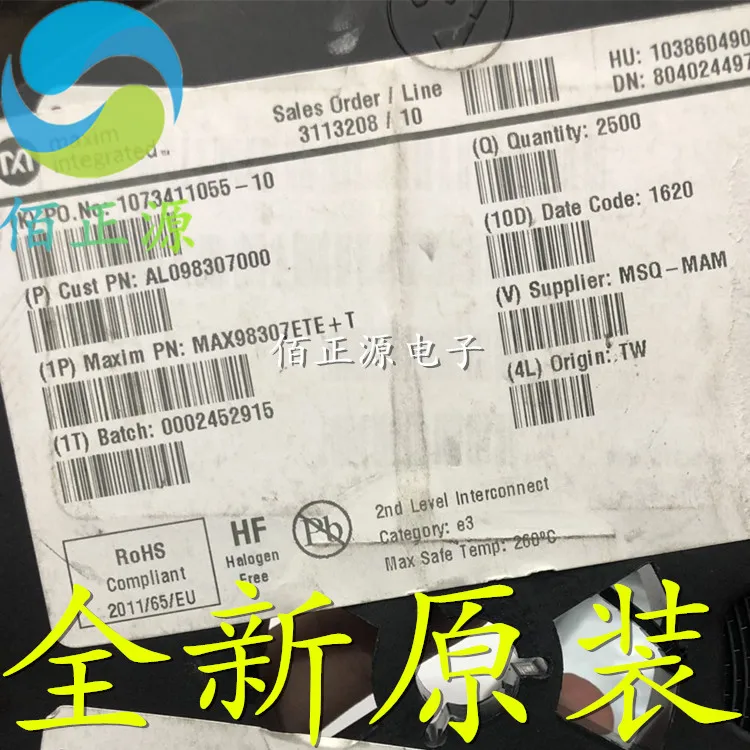 HU: 103860490
DN: 804024497
Sales Order / Line
3113208 / 10
maxim
integrated™
(Q) Quantity: 2500
PO.No 1073411055-10
佰正源
(10D) Date Code: 1620
(P) Cust PN: AL098307000
(V) Supplier: MSQ-MAM
(1P) Maxim PN: MAX98307ETE+T
佰正源电子
(4L) Origin: TW
(1T) Batch: 0002452915
2nd Level Interconnect
Category: e3
Max Safe Temp: 260ºC
RoHS
Compliant
2011/65/EU
HF
Halogen
Free
Pb
全新原装